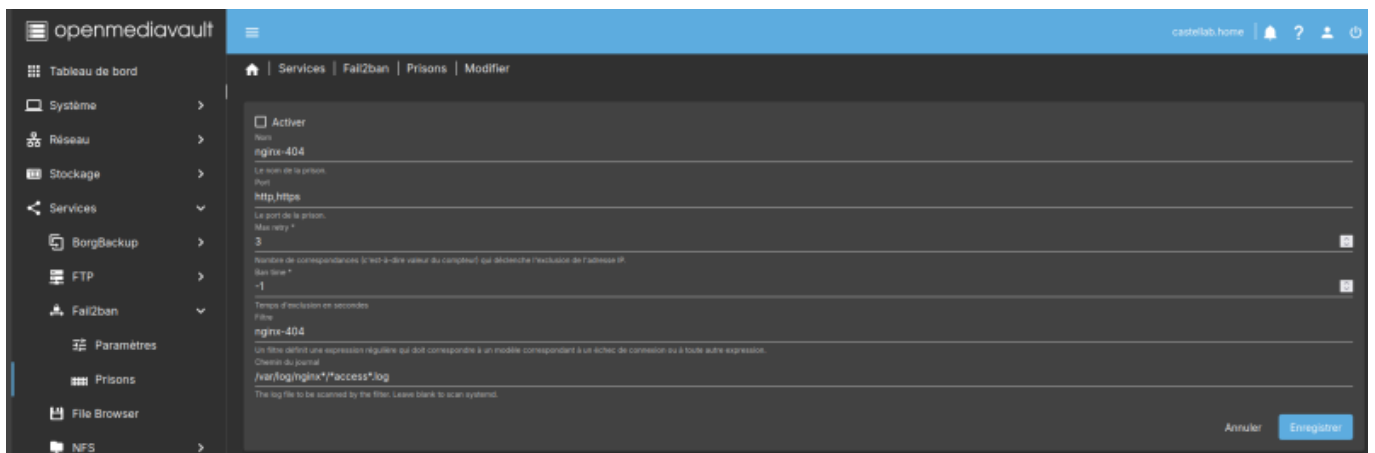 openmediavault
castellab.home
Tableau de bord
Système
Réseau
Stockage
Services
BorgBackup
FTP
Fail2ban
Paramètres
Prisons
File Browser
NFS
Services | Fail2ban | Prisons | Modifier
Activer
Nom
nginx-404
Le nom de la prison.
Port
http,https
Le port de la prison.
Max retry *
3
Nombre de correspondances (c'est-à-dire valeur du compteur) qui déclenche l'exclusion de l'adresse IP.
Ban time *
-1
Temps d'exclusion en secondes
Filtre
nginx-404
Un filtre définit une expression régulière qui doit correspondre à un modèle correspondant à un échec de connexion ou à toute autre expression.
Chemin du journal
/var/log/nginx*/*access*.log
The log file to be scanned by the filter. Leave blank to scan systemd.
Annuler
Enregistrer